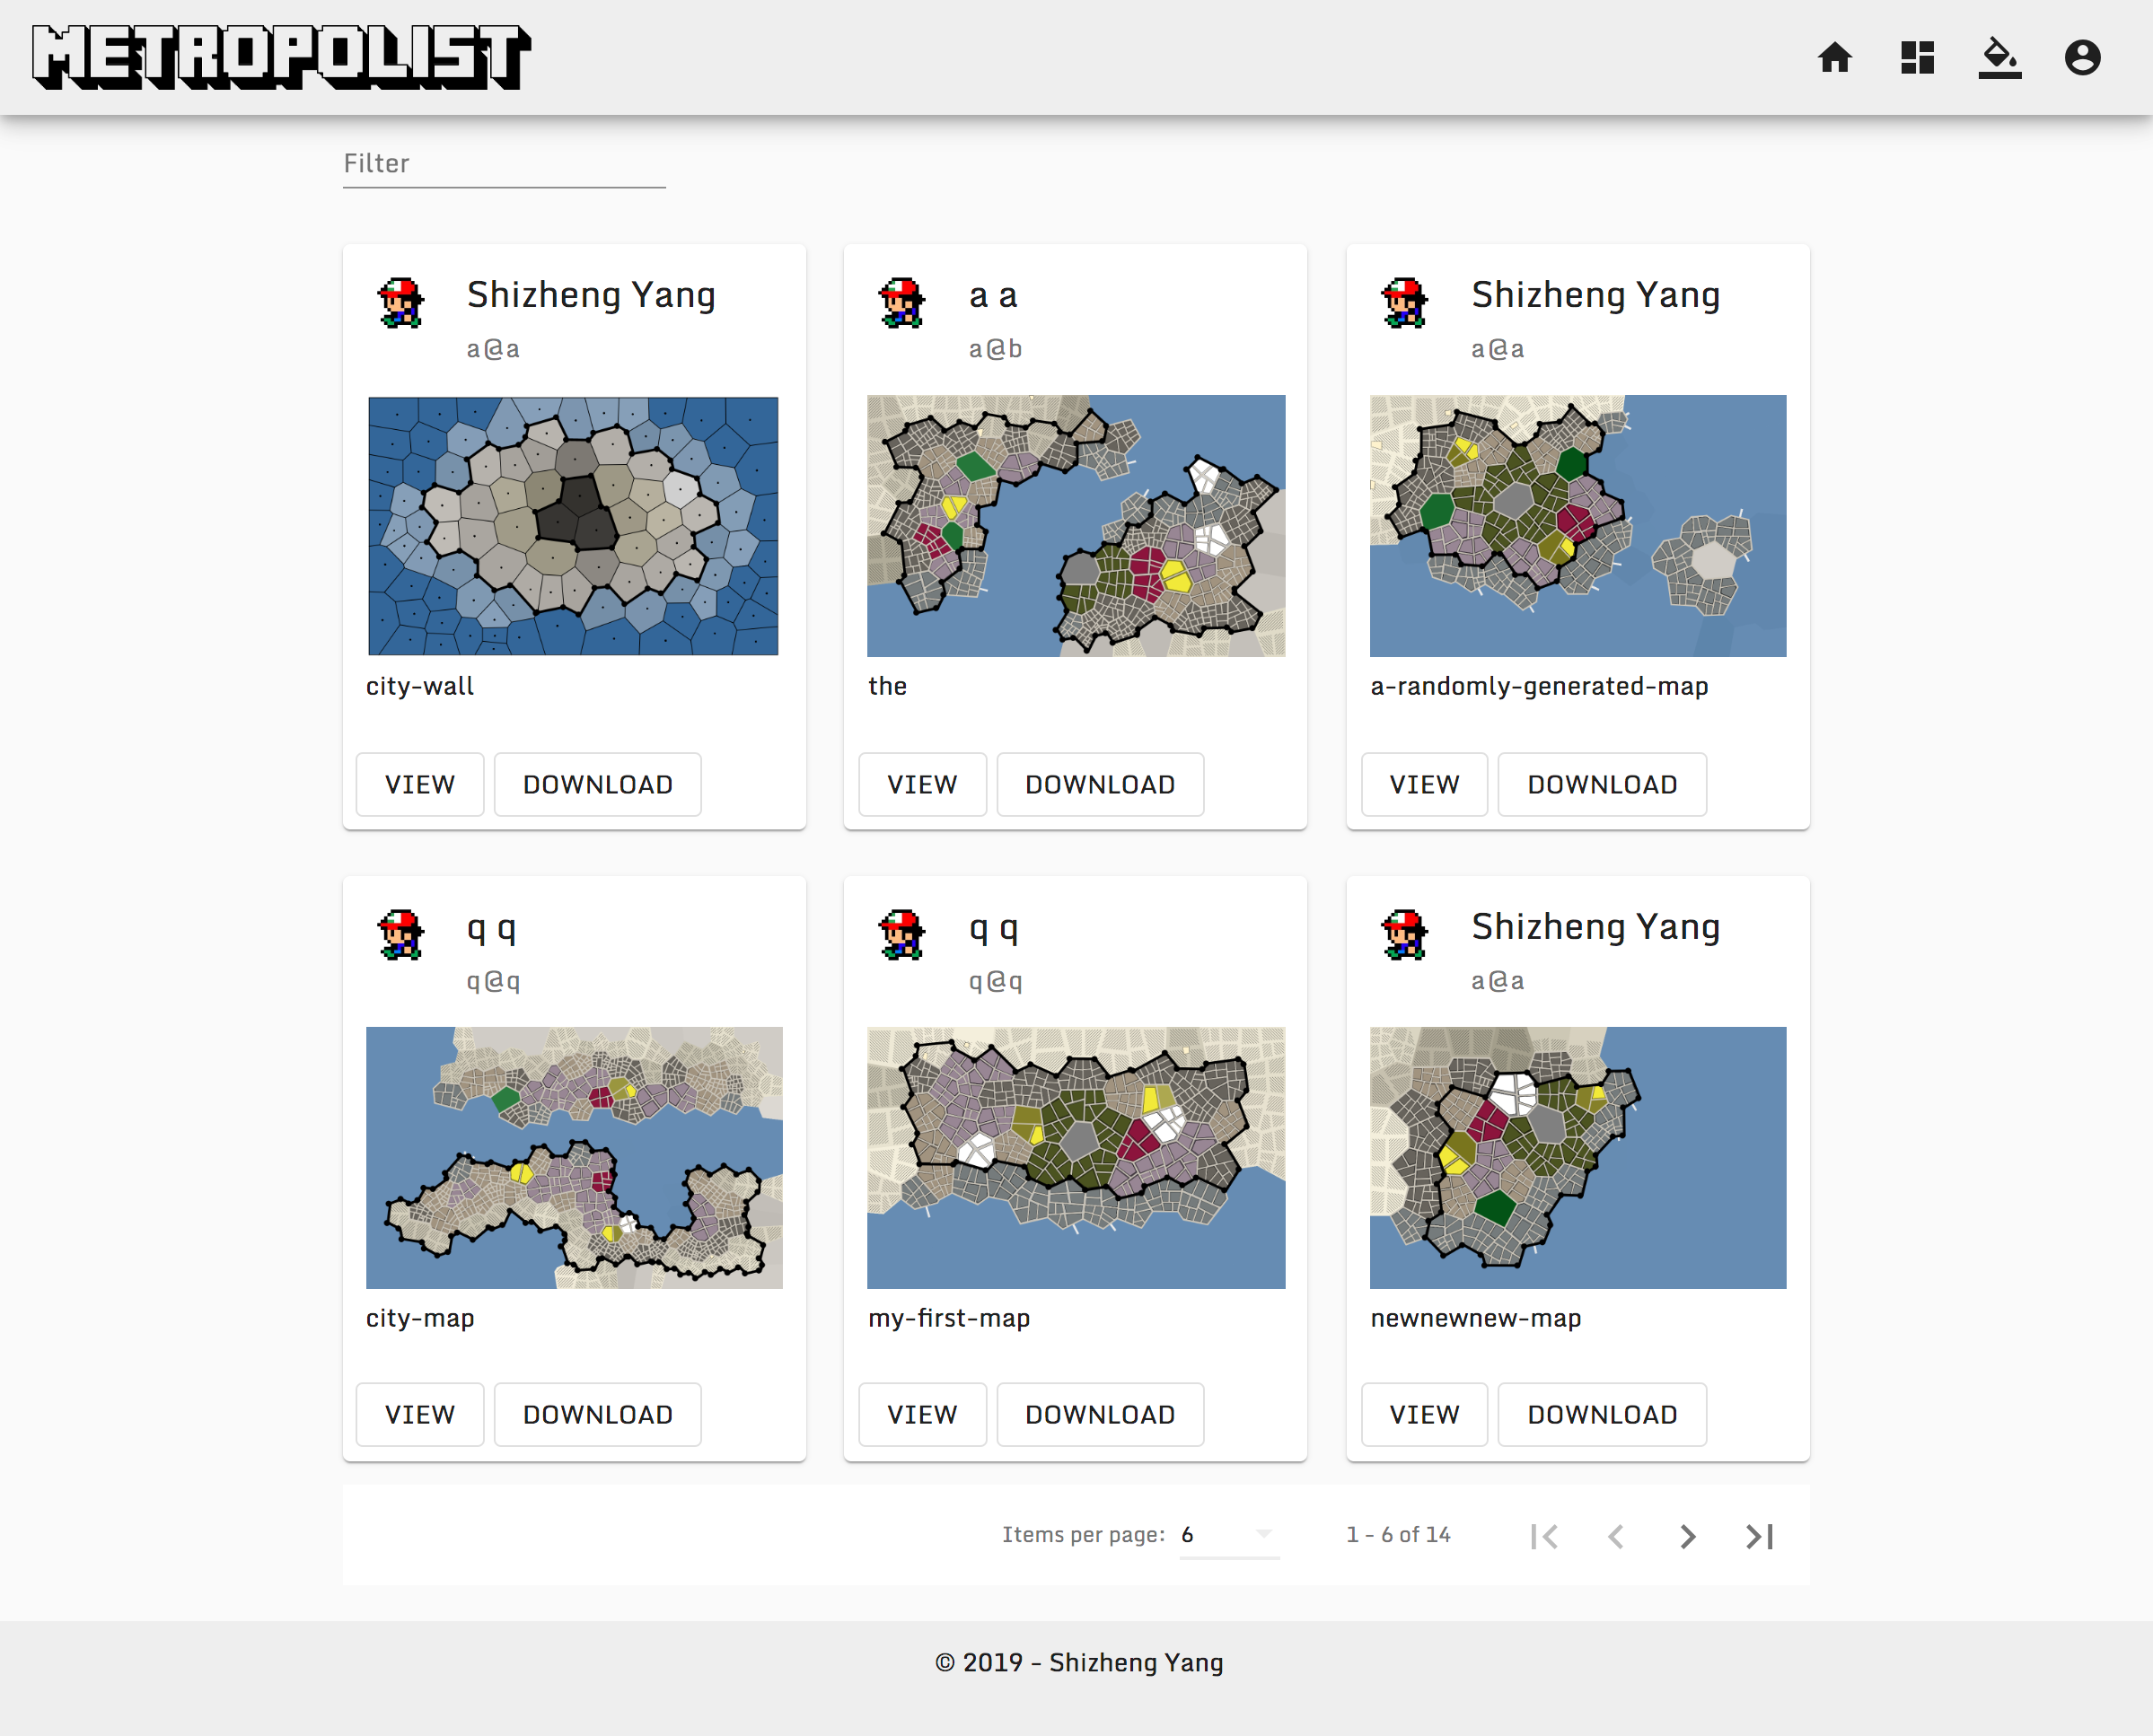 METROPOLIST
Filter
Shizheng Yang
a@a
city-wall
VIEW DOWNLOAD
a a
a@b
the
VIEW DOWNLOAD
Shizheng Yang
a@a
a-randomly-generated-map
VIEW DOWNLOAD
q q
q@q
city-map
VIEW DOWNLOAD
q q
q@q
my-first-map
VIEW DOWNLOAD
Shizheng Yang
a@a
newnewnew-map
VIEW DOWNLOAD
Items per page: 6 1 - 6 of 14
© 2019 - Shizheng Yang